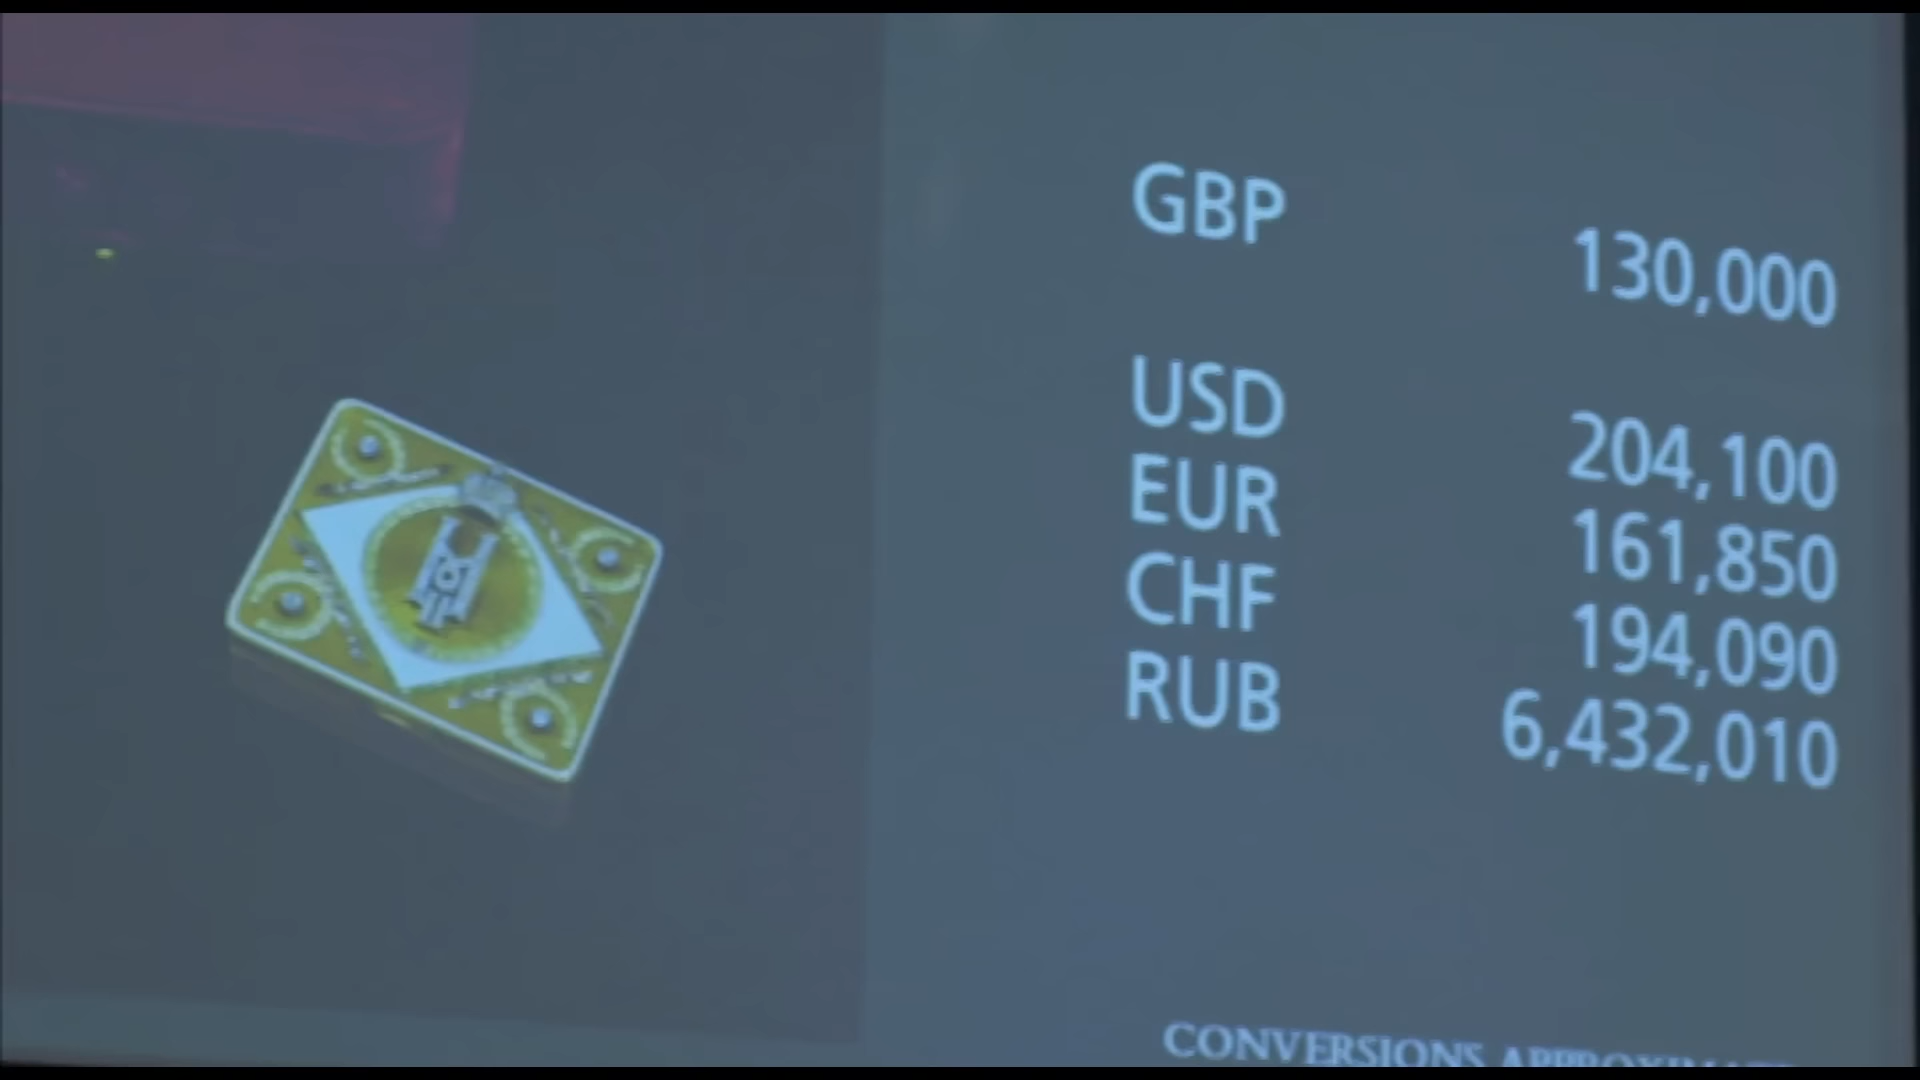 GBP 130,000
USD 204,100
EUR 161,850
CHF 194,090
RUB 6,432,010
CONVERSIONS